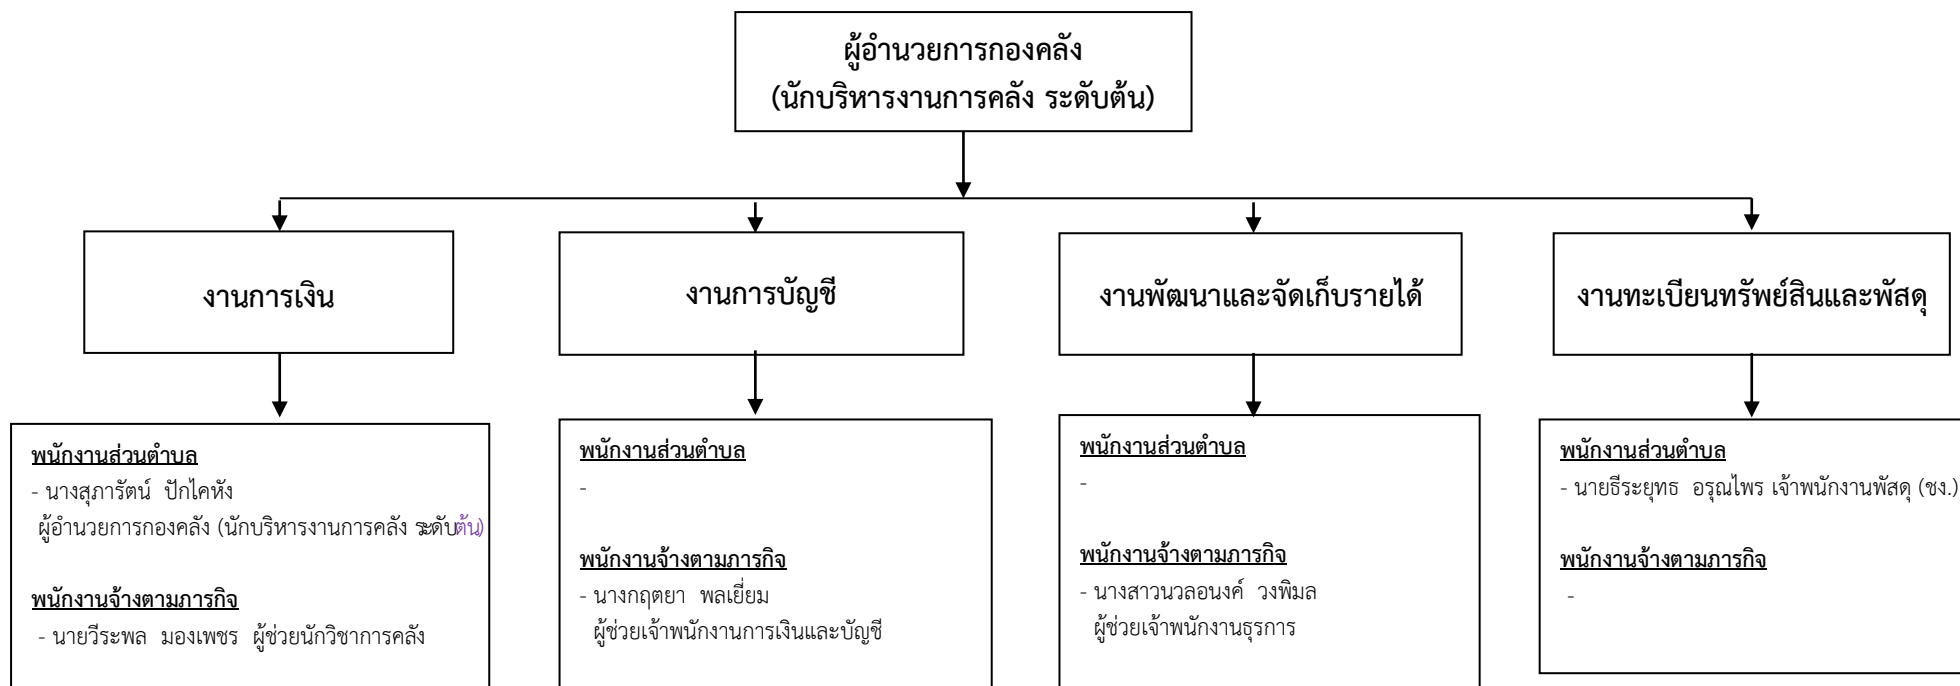 ผู้อำนวยการกองคลัง
(นักบริหารงานการคลัง ระดับต้น)
งานการเงิน
งานการบัญชี
งานพัฒนาและจัดเก็บรายได้
งานทะเบียนทรัพย์สินและพัสดุ
พนักงานส่วนตำบล
- นางสุภารัตน์ ปักไคหัง
ผู้อำนวยการกองคลัง (นักบริหารงานการคลัง ระดับต้น)
พนักงานจ้างตามภารกิจ
- นายวีระพล มองเพชร ผู้ช่วยนักวิชาการคลัง
พนักงานส่วนตำบล
-
พนักงานจ้างตามภารกิจ
- นางกฤตยา พลเยี่ยม
ผู้ช่วยเจ้าพนักงานการเงินและบัญชี
พนักงานส่วนตำบล
-
พนักงานจ้างตามภารกิจ
- นางสาวนวลอนงค์ วงพิมล
ผู้ช่วยเจ้าพนักงานธุรการ
พนักงานส่วนตำบล
- นายธีระยุทธ อรุณไพร เจ้าพนักงานพัสดุ (ชง.)
พนักงานจ้างตามภารกิจ
-